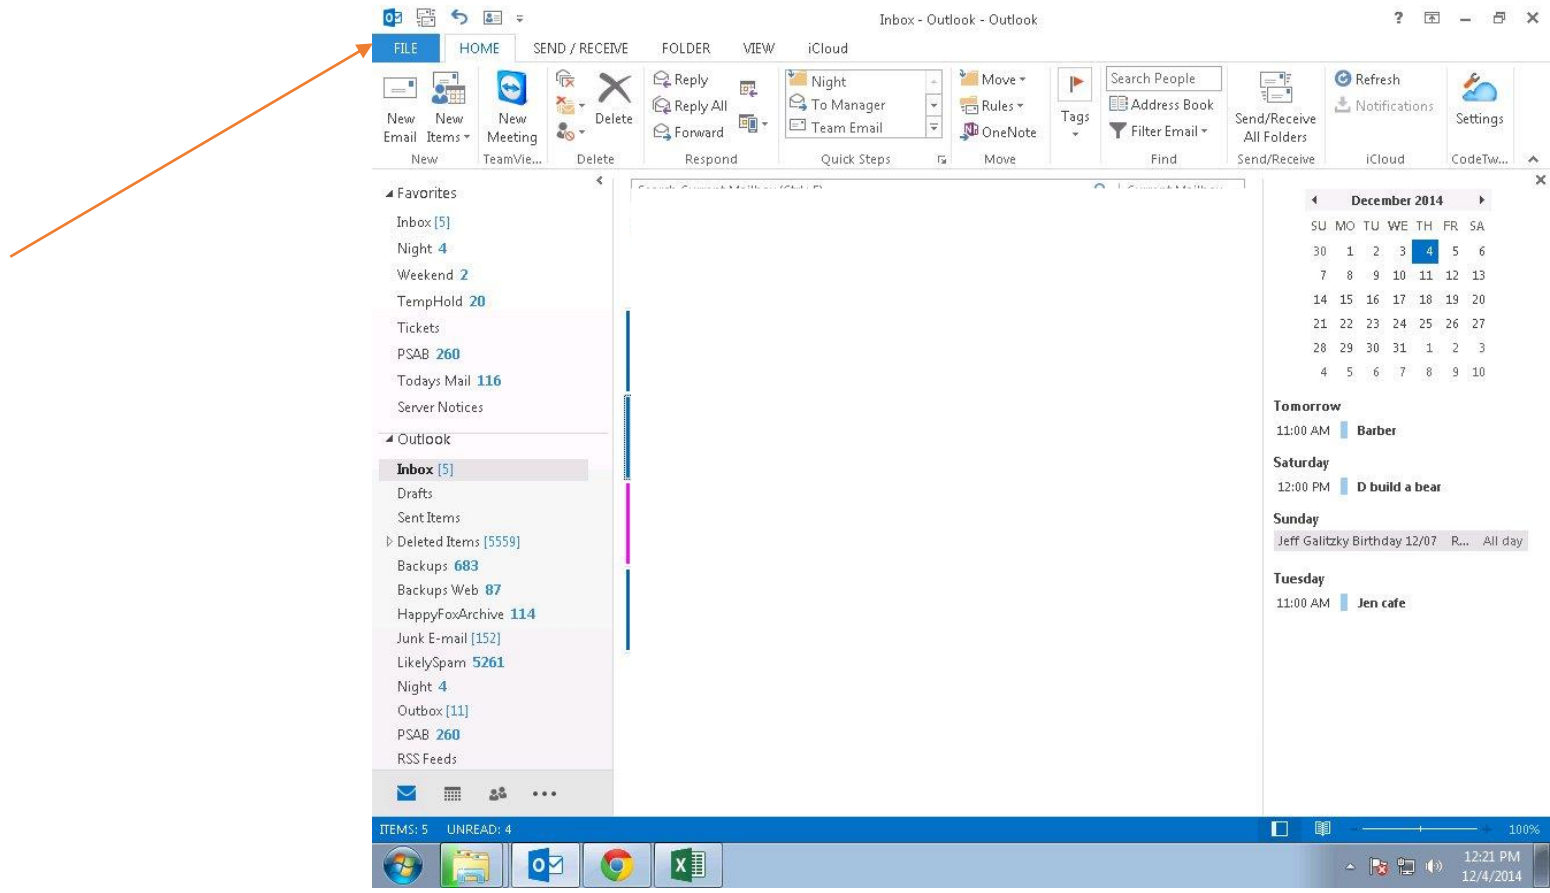 Inbox - Outlook - Outlook
FILE HOME SEND / RECEIVE FOLDER VIEW iCloud
New Email
New Items
New
New Meeting
TeamVie...
Delete
Delete
Reply
Reply All
Forward
Respond
Night
To Manager
Team Email
Quick Steps
Move
Rules
OneNote
Move
Tags
Search People
Address Book
Filter Email
Find
Send/Receive
All Folders
Send/Receive
Refresh
Notifications
iCloud
Settings
CodeTw...
Favorites
Inbox [5]
Night 4
Weekend 2
TempHold 20
Tickets
PSAB 260
Todays Mail 116
Server Notices
Outlook
Inbox [5]
Drafts
Sent Items
Deleted Items [5559]
Backups 683
Backups Web 87
HappyFoxArchive 114
Junk E-mail [152]
LikelySpam 5261
Night 4
Outbox [11]
PSAB 260
RSS Feeds
December 2014
SU MO TU WE TH FR SA
30 1 2 3 4 5 6
7 8 9 10 11 12 13
14 15 16 17 18 19 20
21 22 23 24 25 26 27
28 29 30 31 1 2 3
4 5 6 7 8 9 10
Tomorrow
11:00 AM Barber
Saturday
12:00 PM D build a bear
Sunday
Jeff Galitzky Birthday 12/07 R... All day
Tuesday
11:00 AM Jen cafe
ITEMS: 5 UNREAD: 4
100%
12:21 PM
12/4/2014